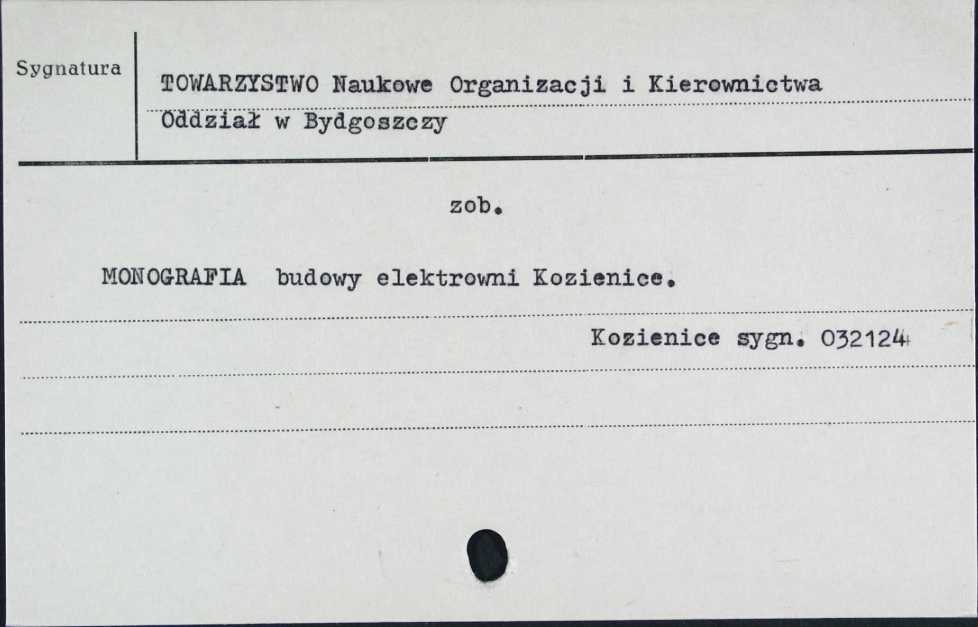 Sygnatura
TOWARZYSTWO Naukowe Organizacji i Kierownictwa
Oddział w Bydgoszczy
zob.
MONOGRAFIA budowy elektrowni Kozienice.
Kozienice sygn. 032124